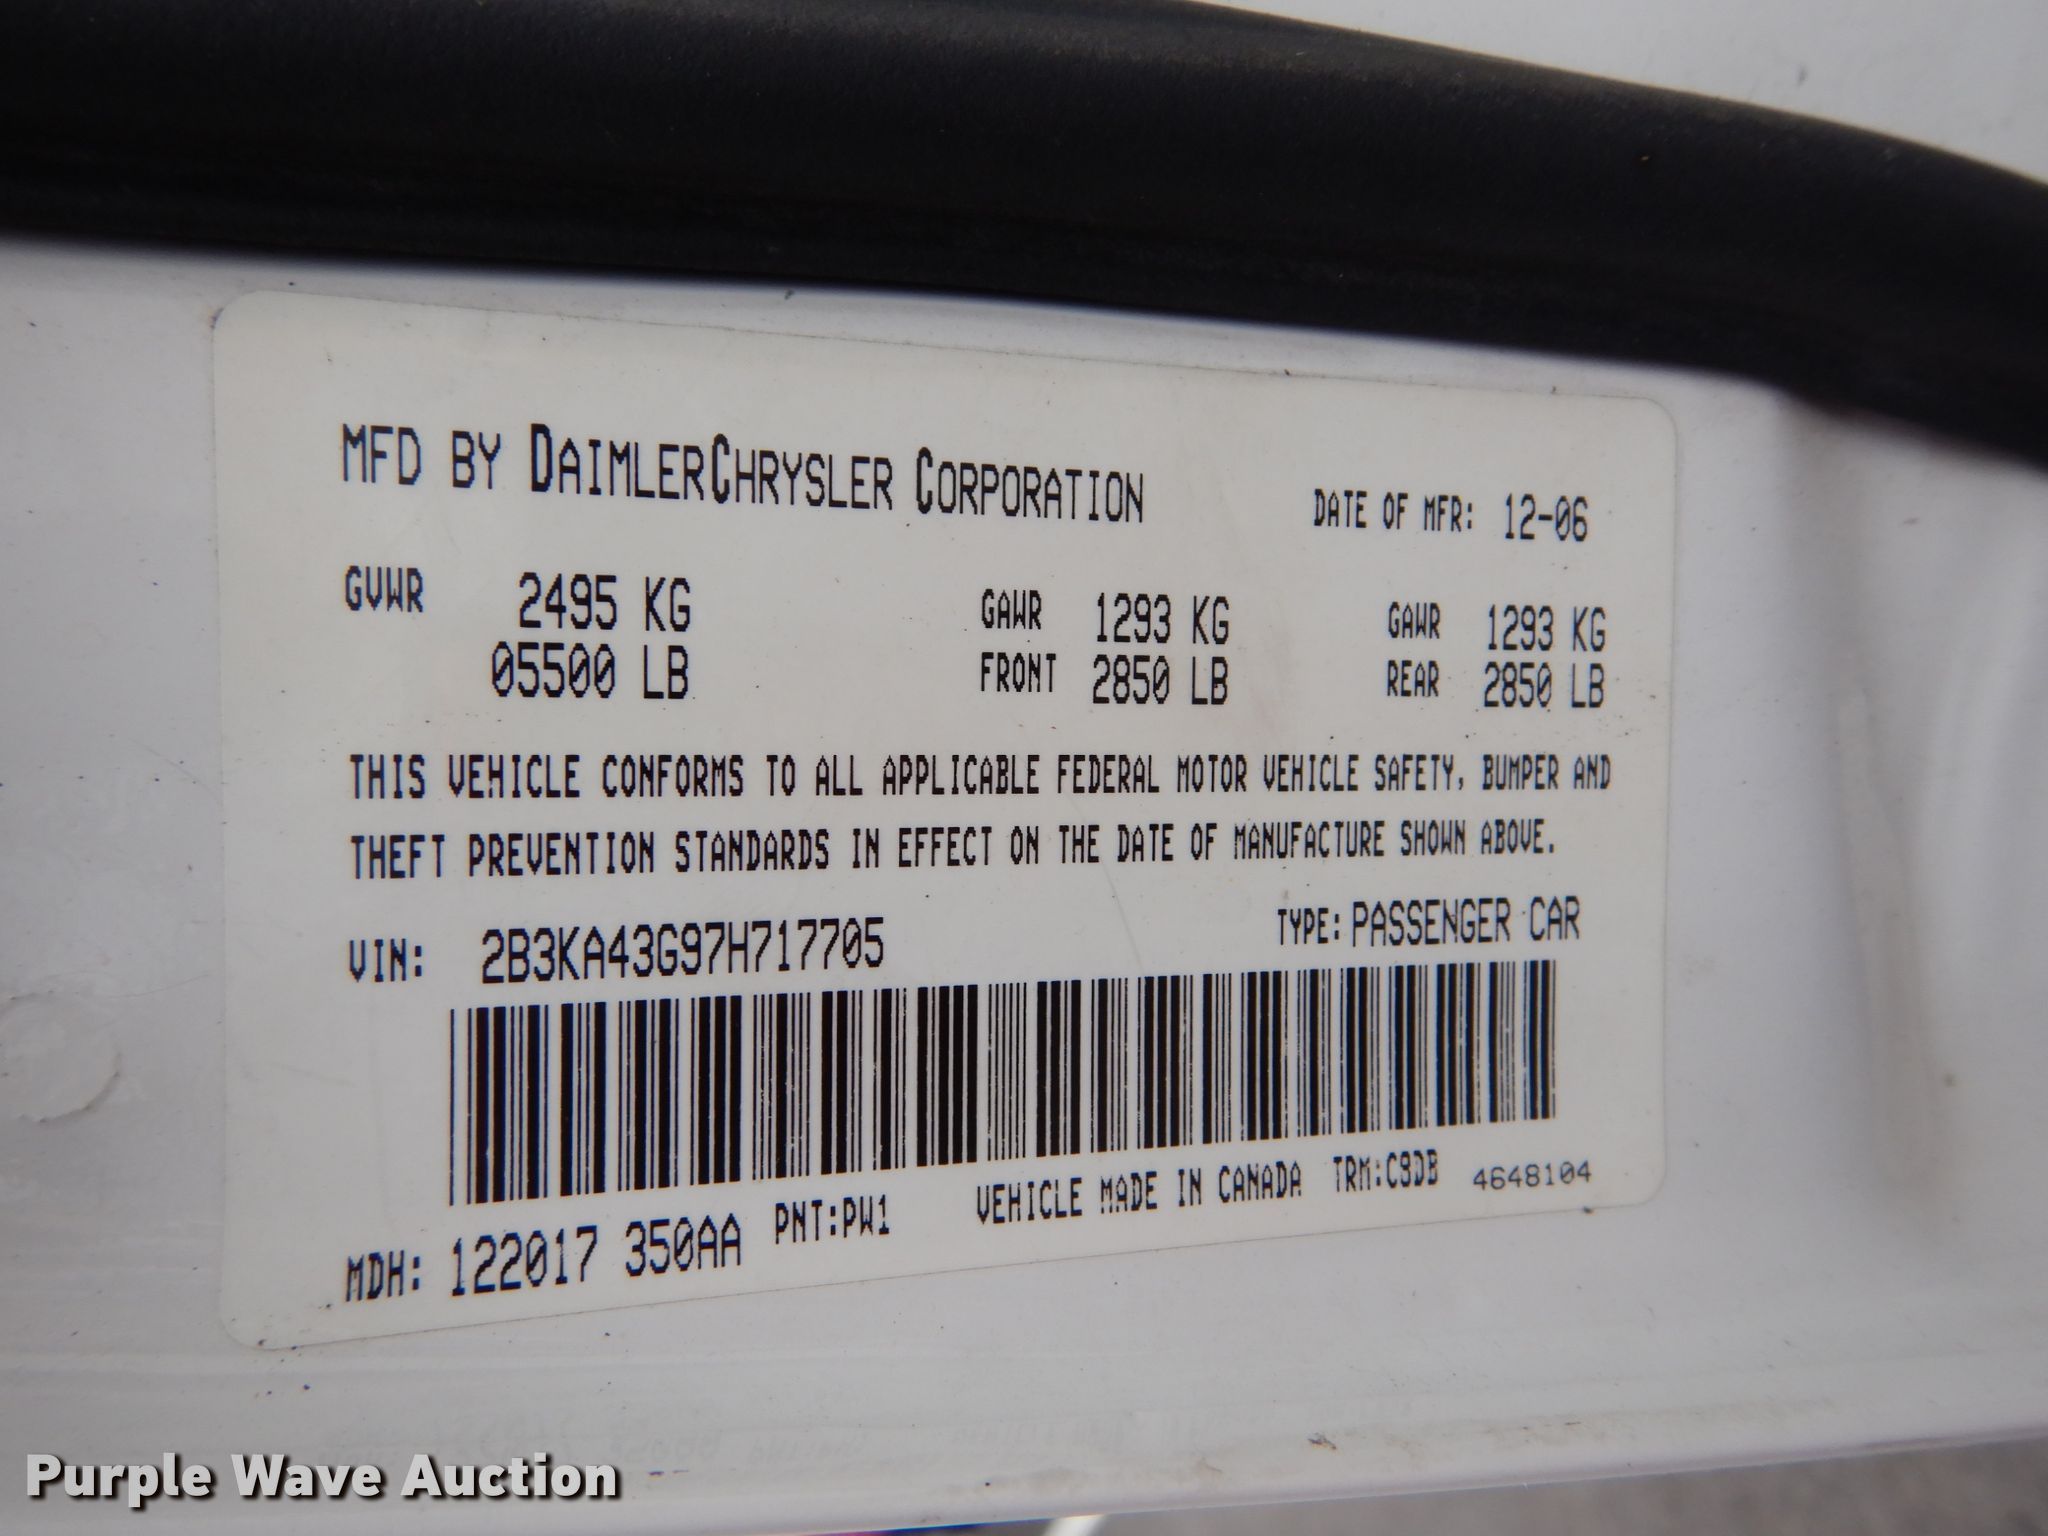 MFD BY DAIMLERCHRYSLER CORPORATION DATE OF MFR: 12-06
GVWR 2495 KG GAWR 1293 KG GAWR 1293 KG
05500 LB FRONT 2850 LB REAR 2850 LB
THIS VEHICLE CONFORMS TO ALL APPLICABLE FEDERAL MOTOR VEHICLE SAFETY, BUMPER AND
THEFT PREVENTION STANDARDS IN EFFECT ON THE DATE OF MANUFACTURE SHOWN ABOVE.
VIN: 2B3KA43G97H717705 TYPE: PASSENGER CAR
MDH: 122017 350AA PNT:PW1 VEHICLE MADE IN CANADA TRM:C9DB 4648104
Purple Wave Auction